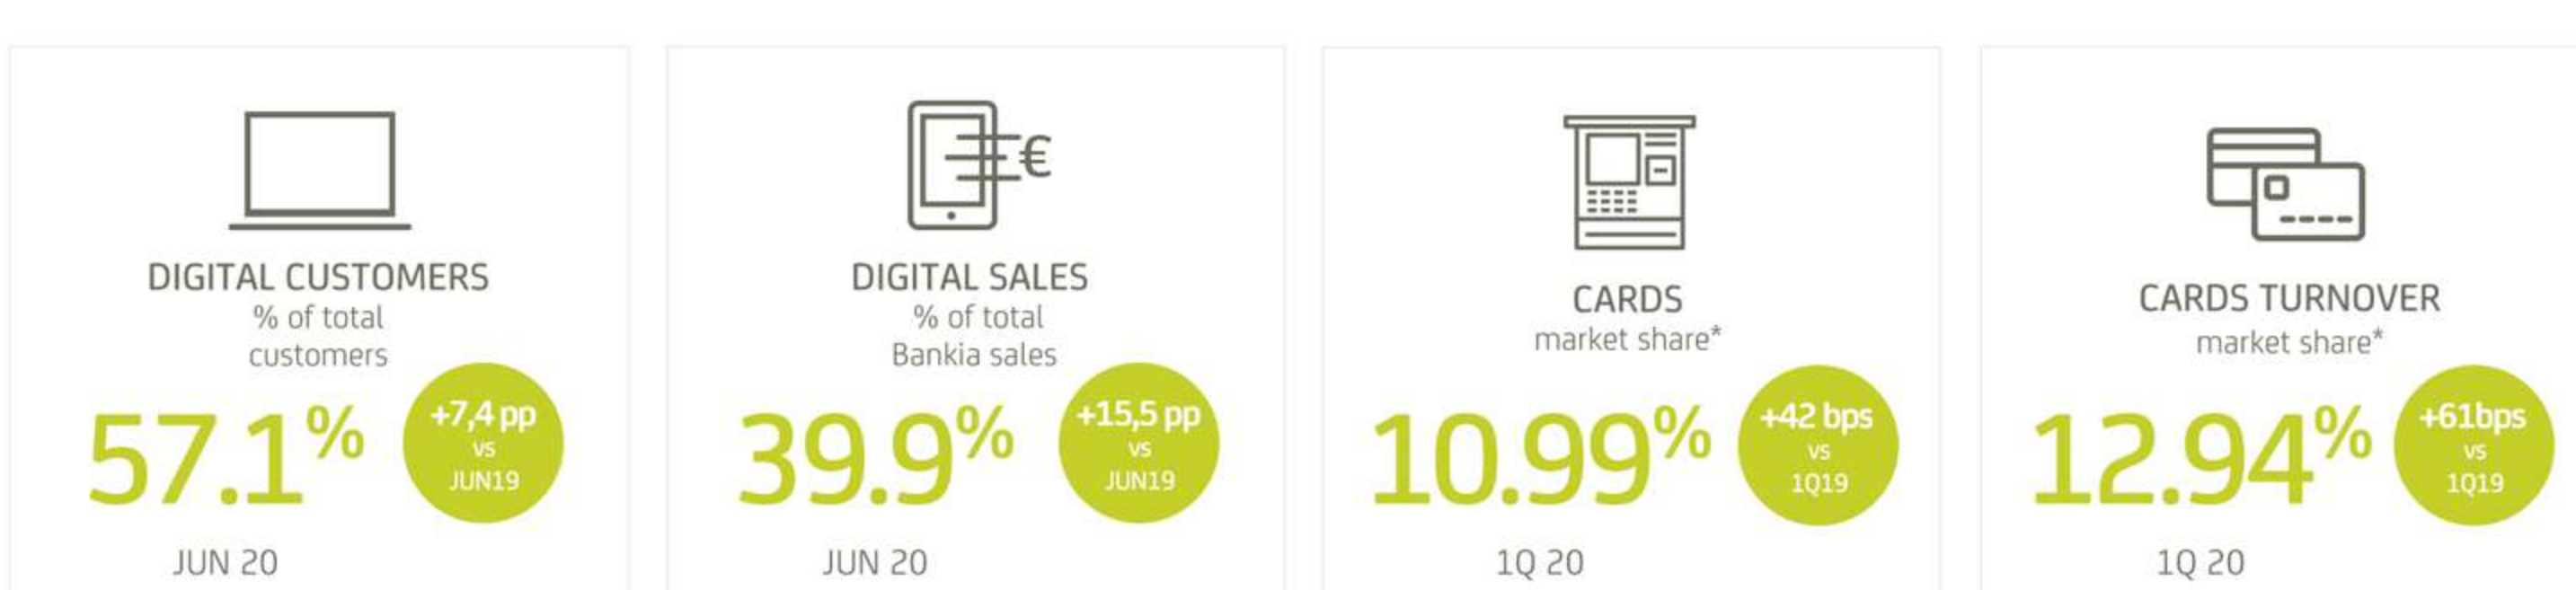 DIGITAL CUSTOMERS
% of total
customers
57.1%
+7,4 pp
vs
JUN19
JUN 20
€
DIGITAL SALES
% of total
Bankia sales
39.9%
+15,5 pp
vs
JUN19
JUN 20
CARDS
market share*
10.99%
+42 bps
vs
1Q19
1Q 20
CARDS TURNOVER
market share*
12.94%
+61bps
vs
1Q19
1Q 20